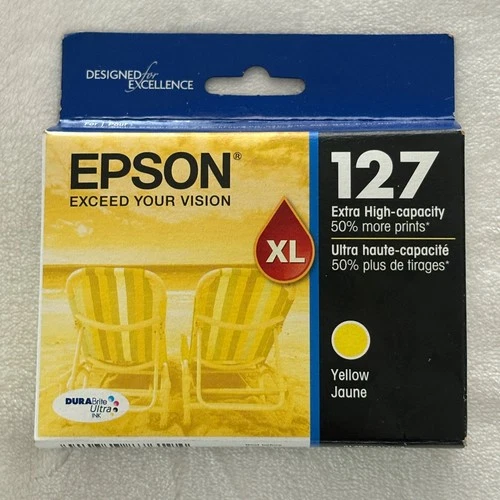 DESIGNED for
EXCELLENCE
EPSON®
EXCEED YOUR VISION
XL
127
Extra High-capacity
50% more prints*
Ultra haute-capacité
50% plus de tirages*
Yellow
Jaune
DURABrite
Ultra
INK